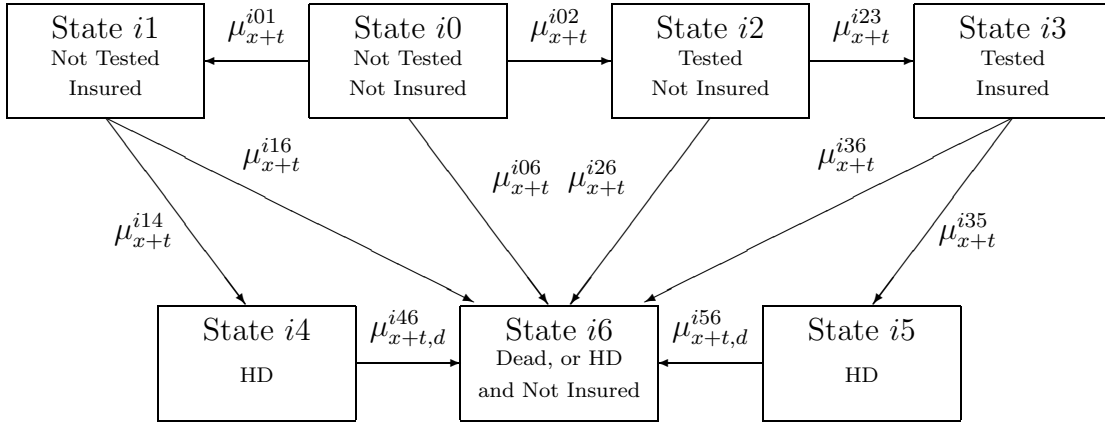 State i1
Not Tested
Insured
μ^{i01}_{x+t}
State i0
Not Tested
Not Insured
μ^{i02}_{x+t}
State i2
Tested
Not Insured
μ^{i23}_{x+t}
State i3
Tested
Insured
μ^{i16}_{x+t}
μ^{i06}_{x+t}
μ^{i26}_{x+t}
μ^{i36}_{x+t}
μ^{i14}_{x+t}
μ^{i35}_{x+t}
State i4
HD
μ^{i46}_{x+t,d}
State i6
Dead, or HD
and Not Insured
μ^{i56}_{x+t,d}
State i5
HD